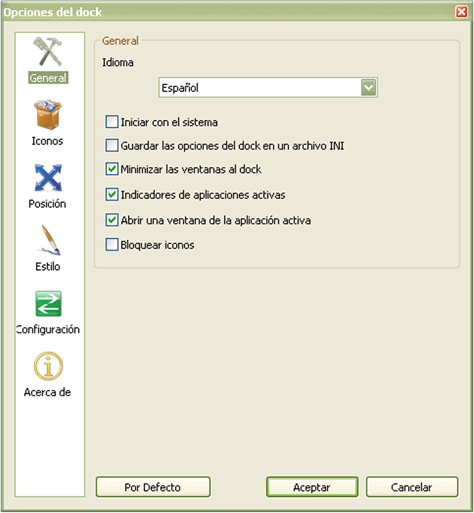 Opciones del dock
General
Iconos
Posición
Estilo
Configuración
Acerca de
General
Idioma
Español
Iniciar con el sistema
Guardar las opciones del dock en un archivo INI
Minimizar las ventanas al dock
Indicadores de aplicaciones activas
Abrir una ventana de la aplicación activa
Bloquear iconos
Por Defecto
Aceptar
Cancelar